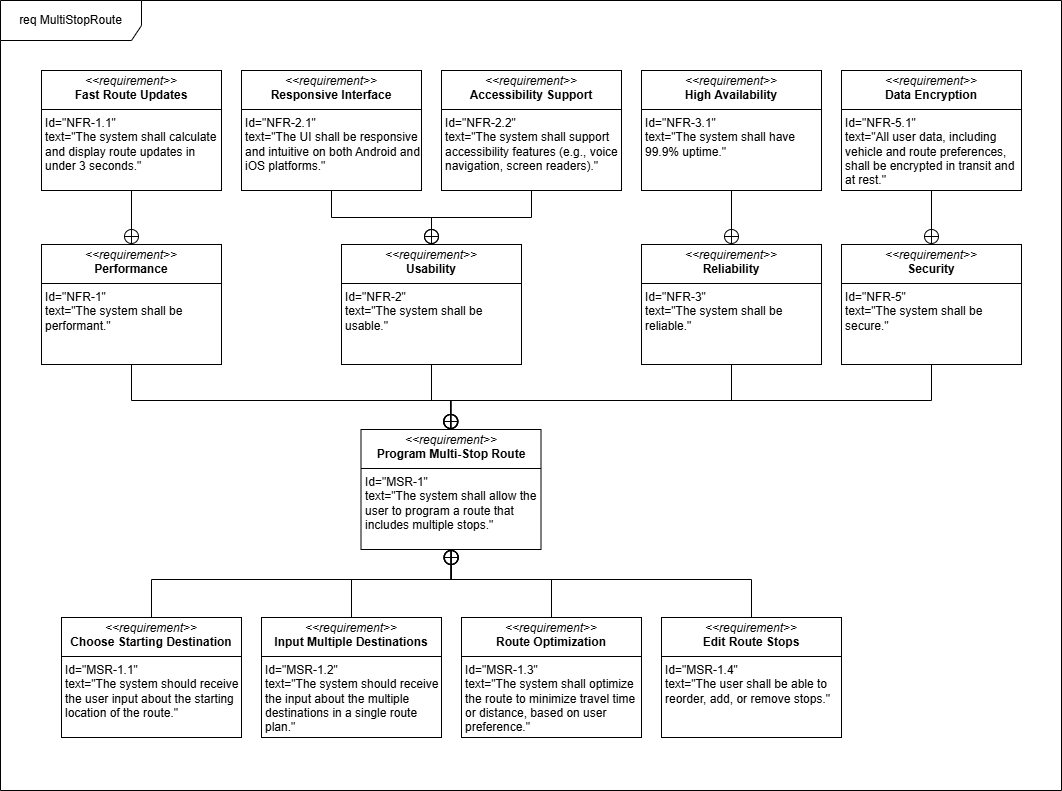 req MultiStopRoute
<<requirement>>
Fast Route Updates
Id="NFR-1.1"
text="The system shall calculate
and display route updates in
under 3 seconds."
<<requirement>>
Responsive Interface
Id="NFR-2.1"
text="The UI shall be responsive
and intuitive on both Android and
iOS platforms."
<<requirement>>
Accessibility Support
Id="NFR-2.2"
text="The system shall support
accessibility features (e.g., voice
navigation, screen readers)."
<<requirement>>
High Availability
Id="NFR-3.1"
text="The system shall have
99.9% uptime."
<<requirement>>
Data Encryption
Id="NFR-5.1"
text="All user data, including
vehicle and route preferences,
shall be encrypted in transit and
at rest."
<<requirement>>
Performance
Id="NFR-1"
text="The system shall be
performant."
<<requirement>>
Usability
Id="NFR-2"
text="The system shall be
usable."
<<requirement>>
Reliability
Id="NFR-3"
text="The system shall be
reliable."
<<requirement>>
Security
Id="NFR-5"
text="The system shall be
secure."
<<requirement>>
Program Multi-Stop Route
Id="MSR-1"
text="The system shall allow the
user to program a route that
includes multiple stops."
<<requirement>>
Choose Starting Destination
Id="MSR-1.1"
text="The system should receive
the user input about the starting
location of the route."
<<requirement>>
Input Multiple Destinations
Id="MSR-1.2"
text="The system should receive
the input about the multiple
destinations in a single route
plan."
<<requirement>>
Route Optimization
Id="MSR-1.3"
text="The system shall optimize
the route to minimize travel time
or distance, based on user
preference."
<<requirement>>
Edit Route Stops
Id="MSR-1.4"
text="The user shall be able to
reorder, add, or remove stops."